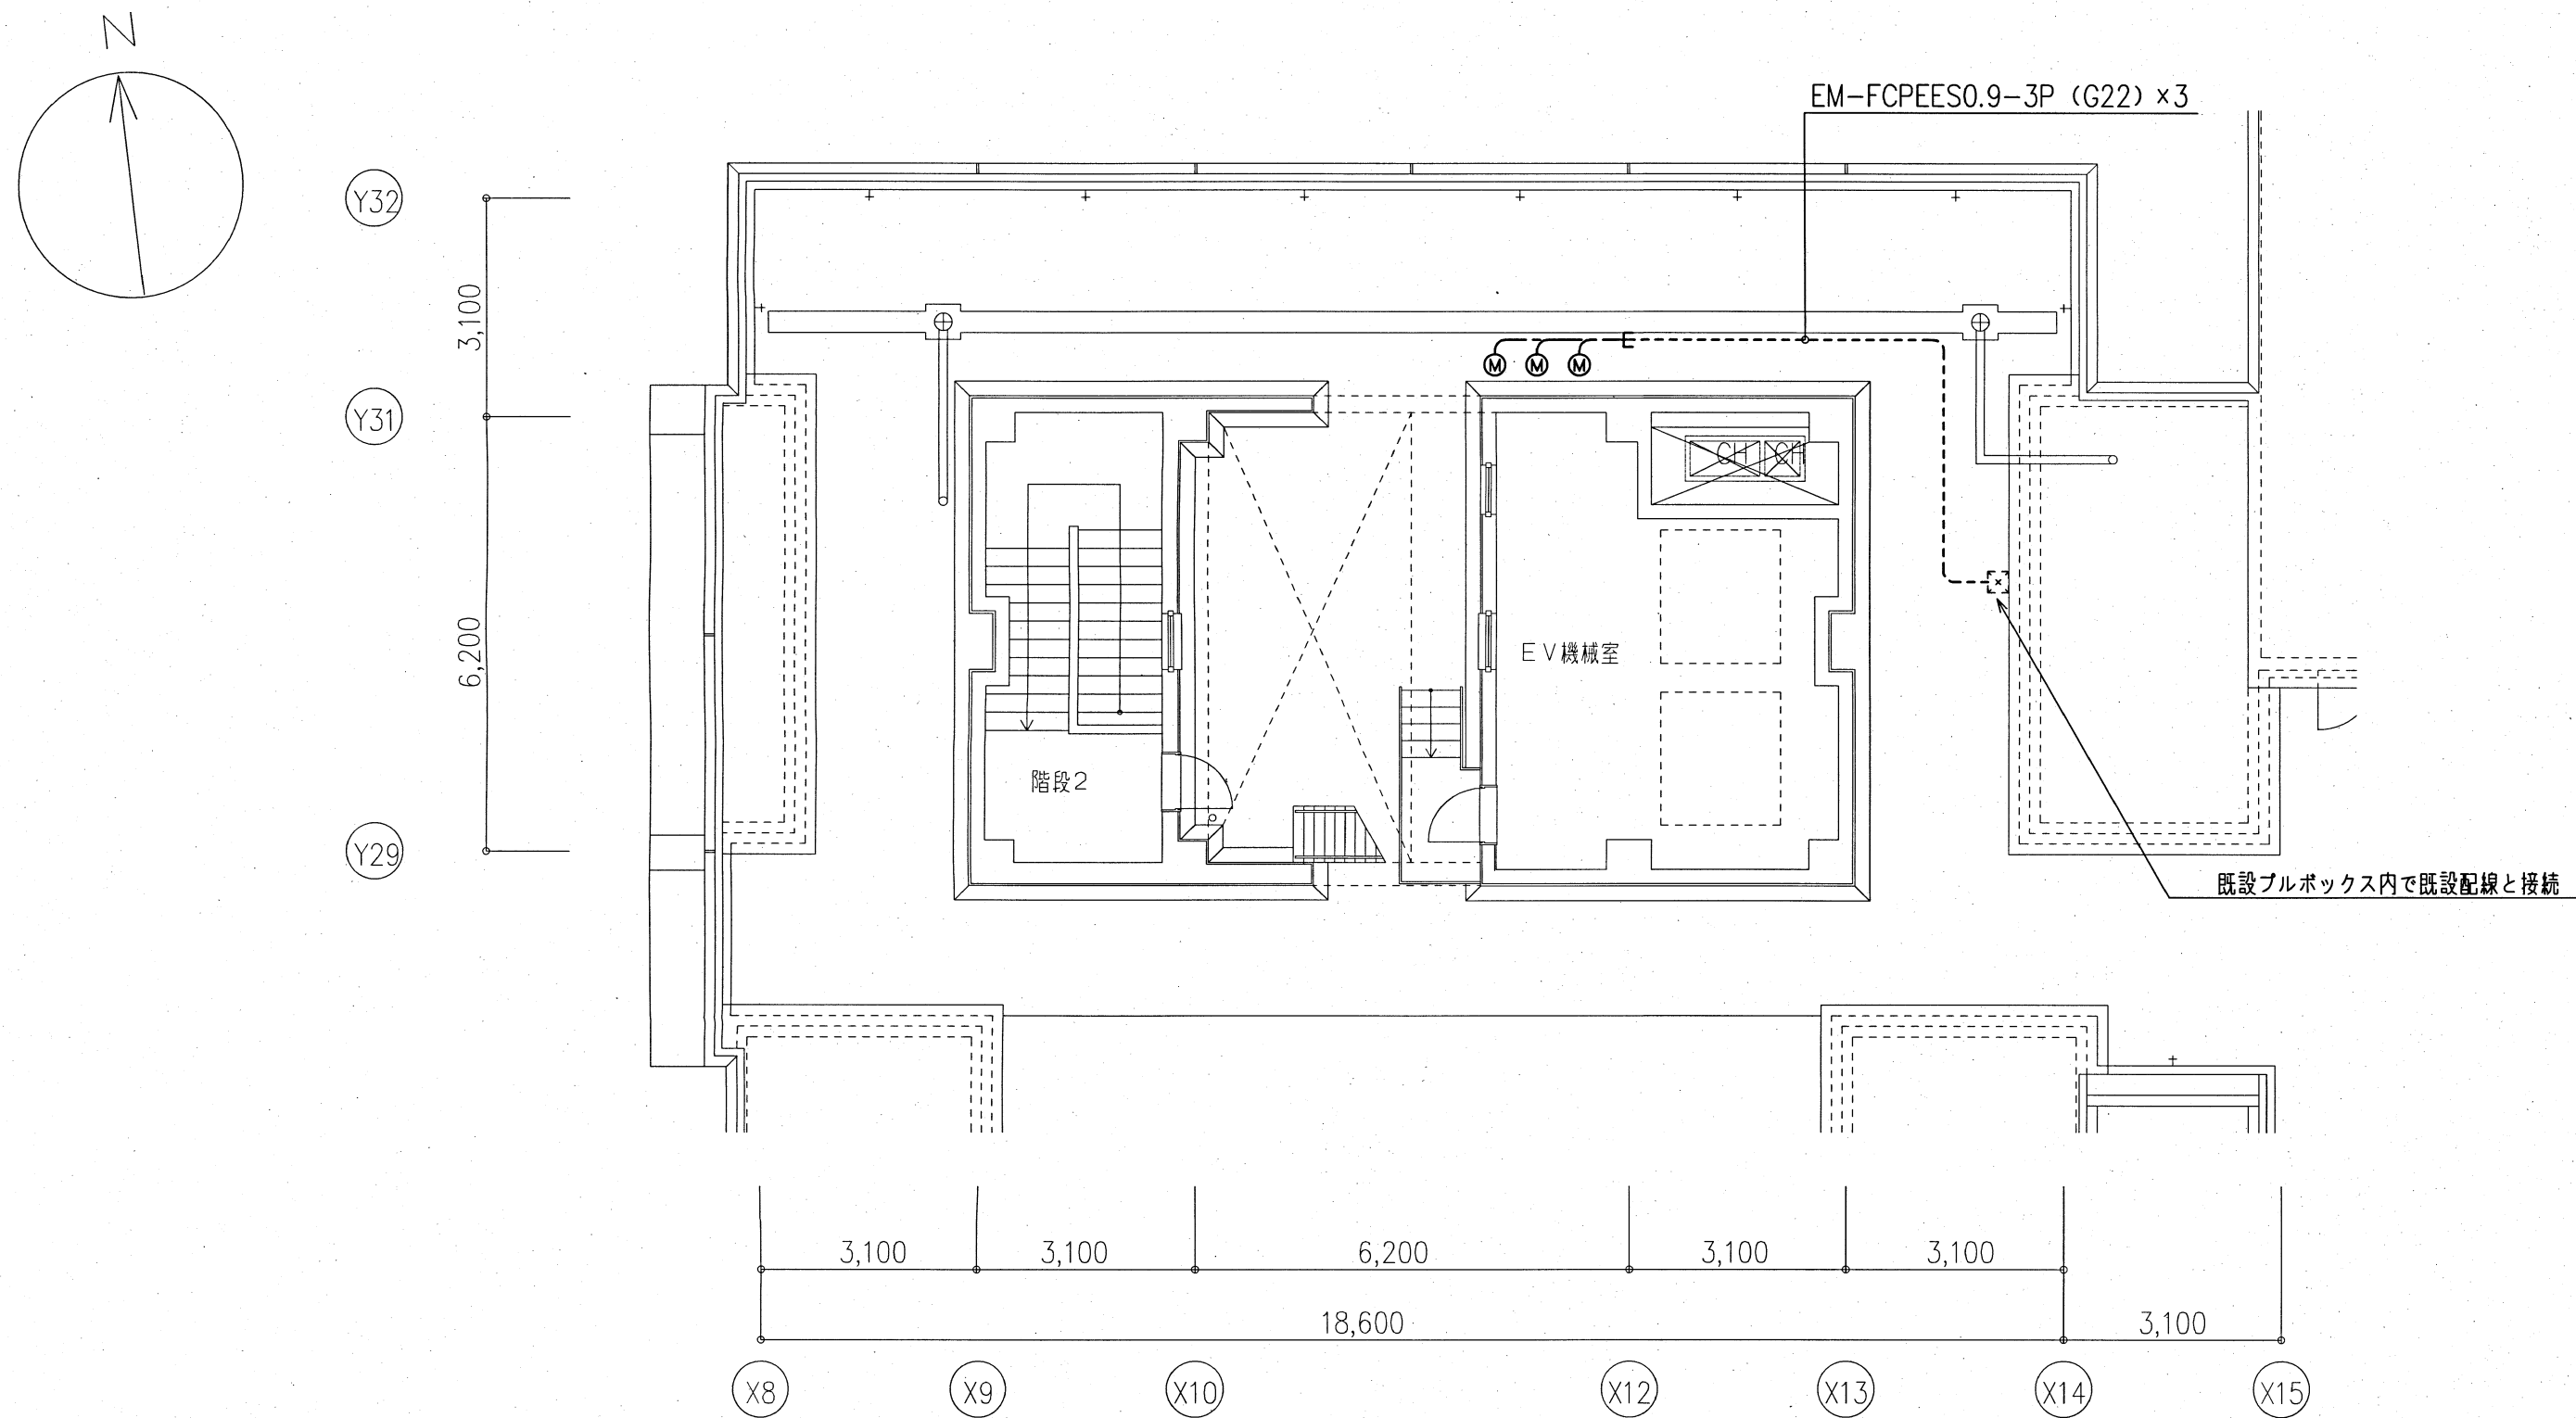 N
EM-FCPEES0.9-3P (G22) ×3
Y32
3,100
Y31
6,200
Y29
M M M
E
CH CH
EV機械室
階段2
既設プルボックス内で既設配線と接続
3,100 3,100 6,200 3,100 3,100
18,600 3,100
X8 X9 X10 X12 X13 X14 X15